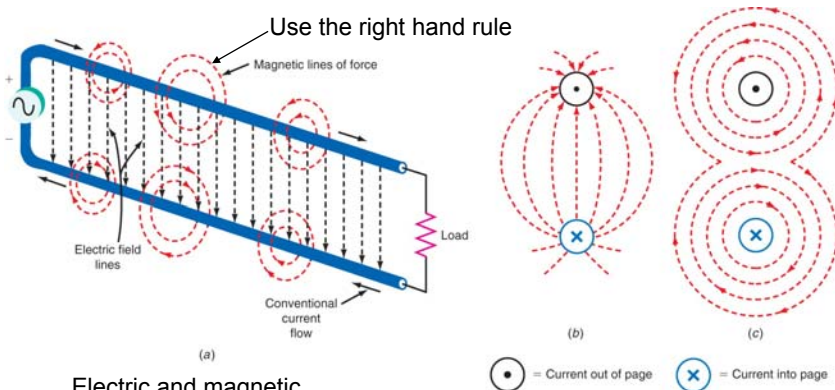 Use the right hand rule
Magnetic lines of force
+
−
Electric field
lines
Load
Conventional
current
flow
(a)
(b)
(c)
= Current out of page
= Current into page
Electric and magnetic